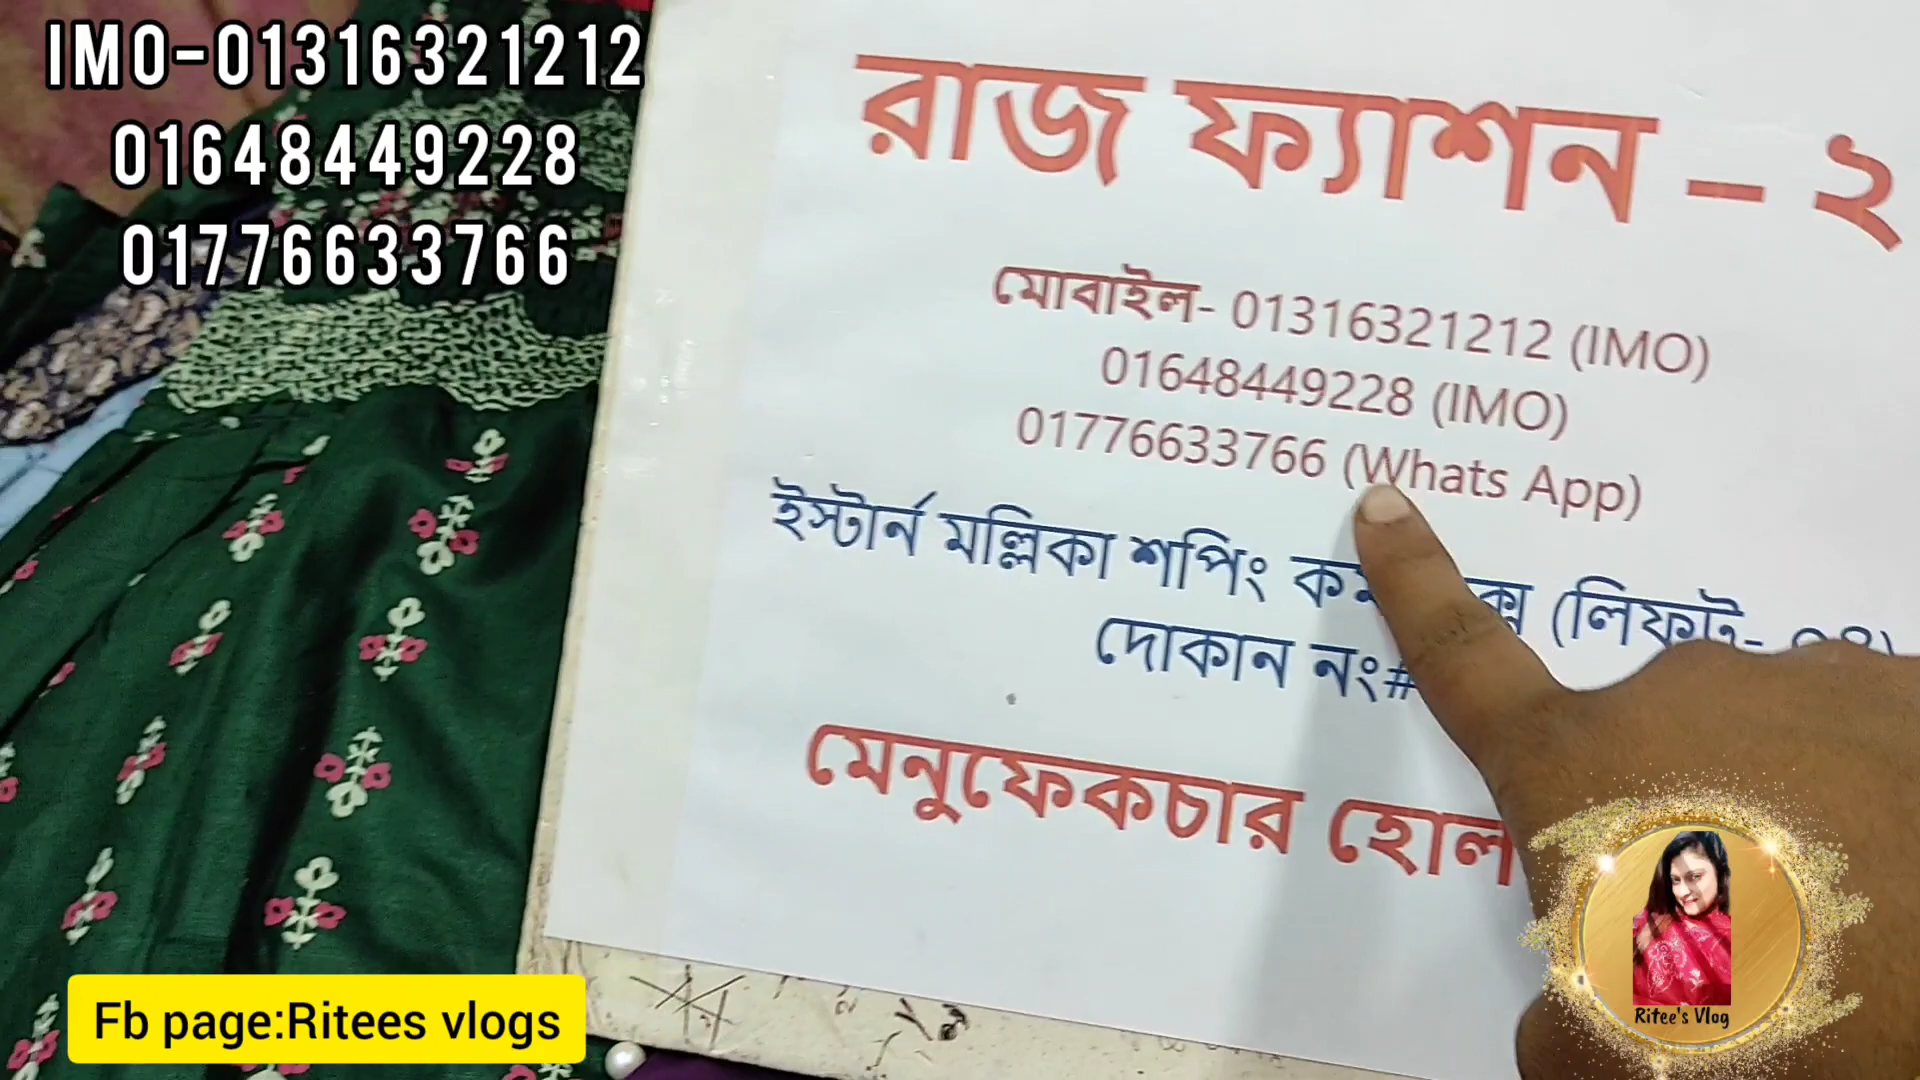 IMO-01316321212
01648449228
01776633766
রাজ ফ্যাশন - ২
মোবাইল- 01316321212 (IMO)
01648449228 (IMO)
01776633766 (Whats App)
ইস্টার্ন মল্লিকা শপিং (লিফট-
দোকান নং#
মেনুফেকচার
Fb page:Ritees vlogs
Ritee's Vlog